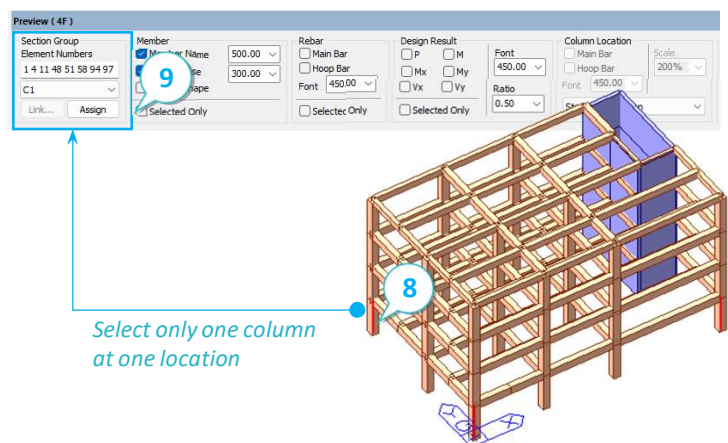 Preview ( 4F )
Section Group
Element Numbers
1 4 11 48 51 58 94 97
C1
Link...
Assign
Member
Name
500.00
300.00
Selected Only
9
Rebar
Main Bar
Hoop Bar
Font
450.00
Selected Only
Design Result
P
M
Mx
My
Vx
Vy
Selected Only
Font
450.00
Ratio
0.50
Column Location
Main Bar
Hoop Bar
Font
450.00
Scale
200%
8
Select only one column
at one location
X
Y